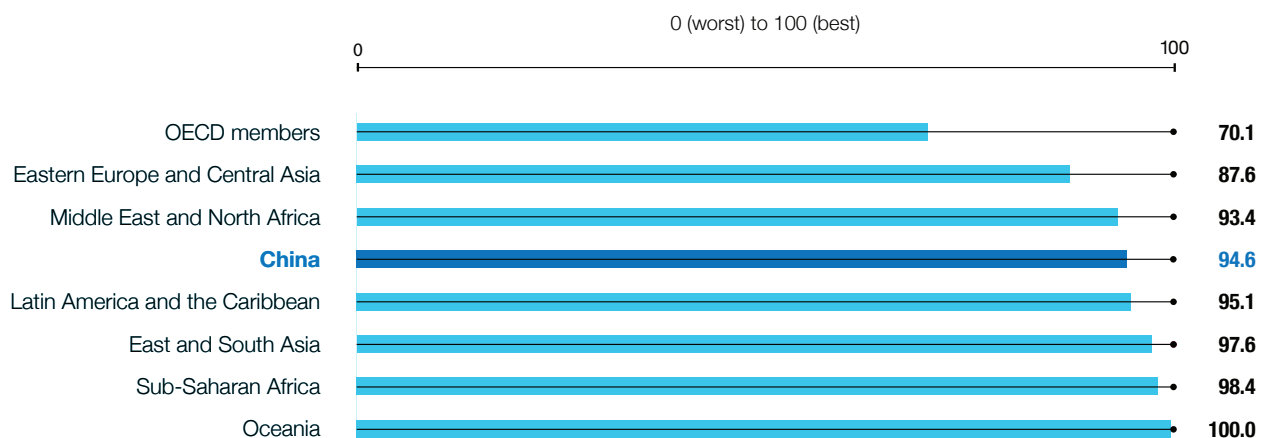 0 (worst) to 100 (best)
0 100
OECD members 70.1
Eastern Europe and Central Asia 87.6
Middle East and North Africa 93.4
China 94.6
Latin America and the Caribbean 95.1
East and South Asia 97.6
Sub-Saharan Africa 98.4
Oceania 100.0